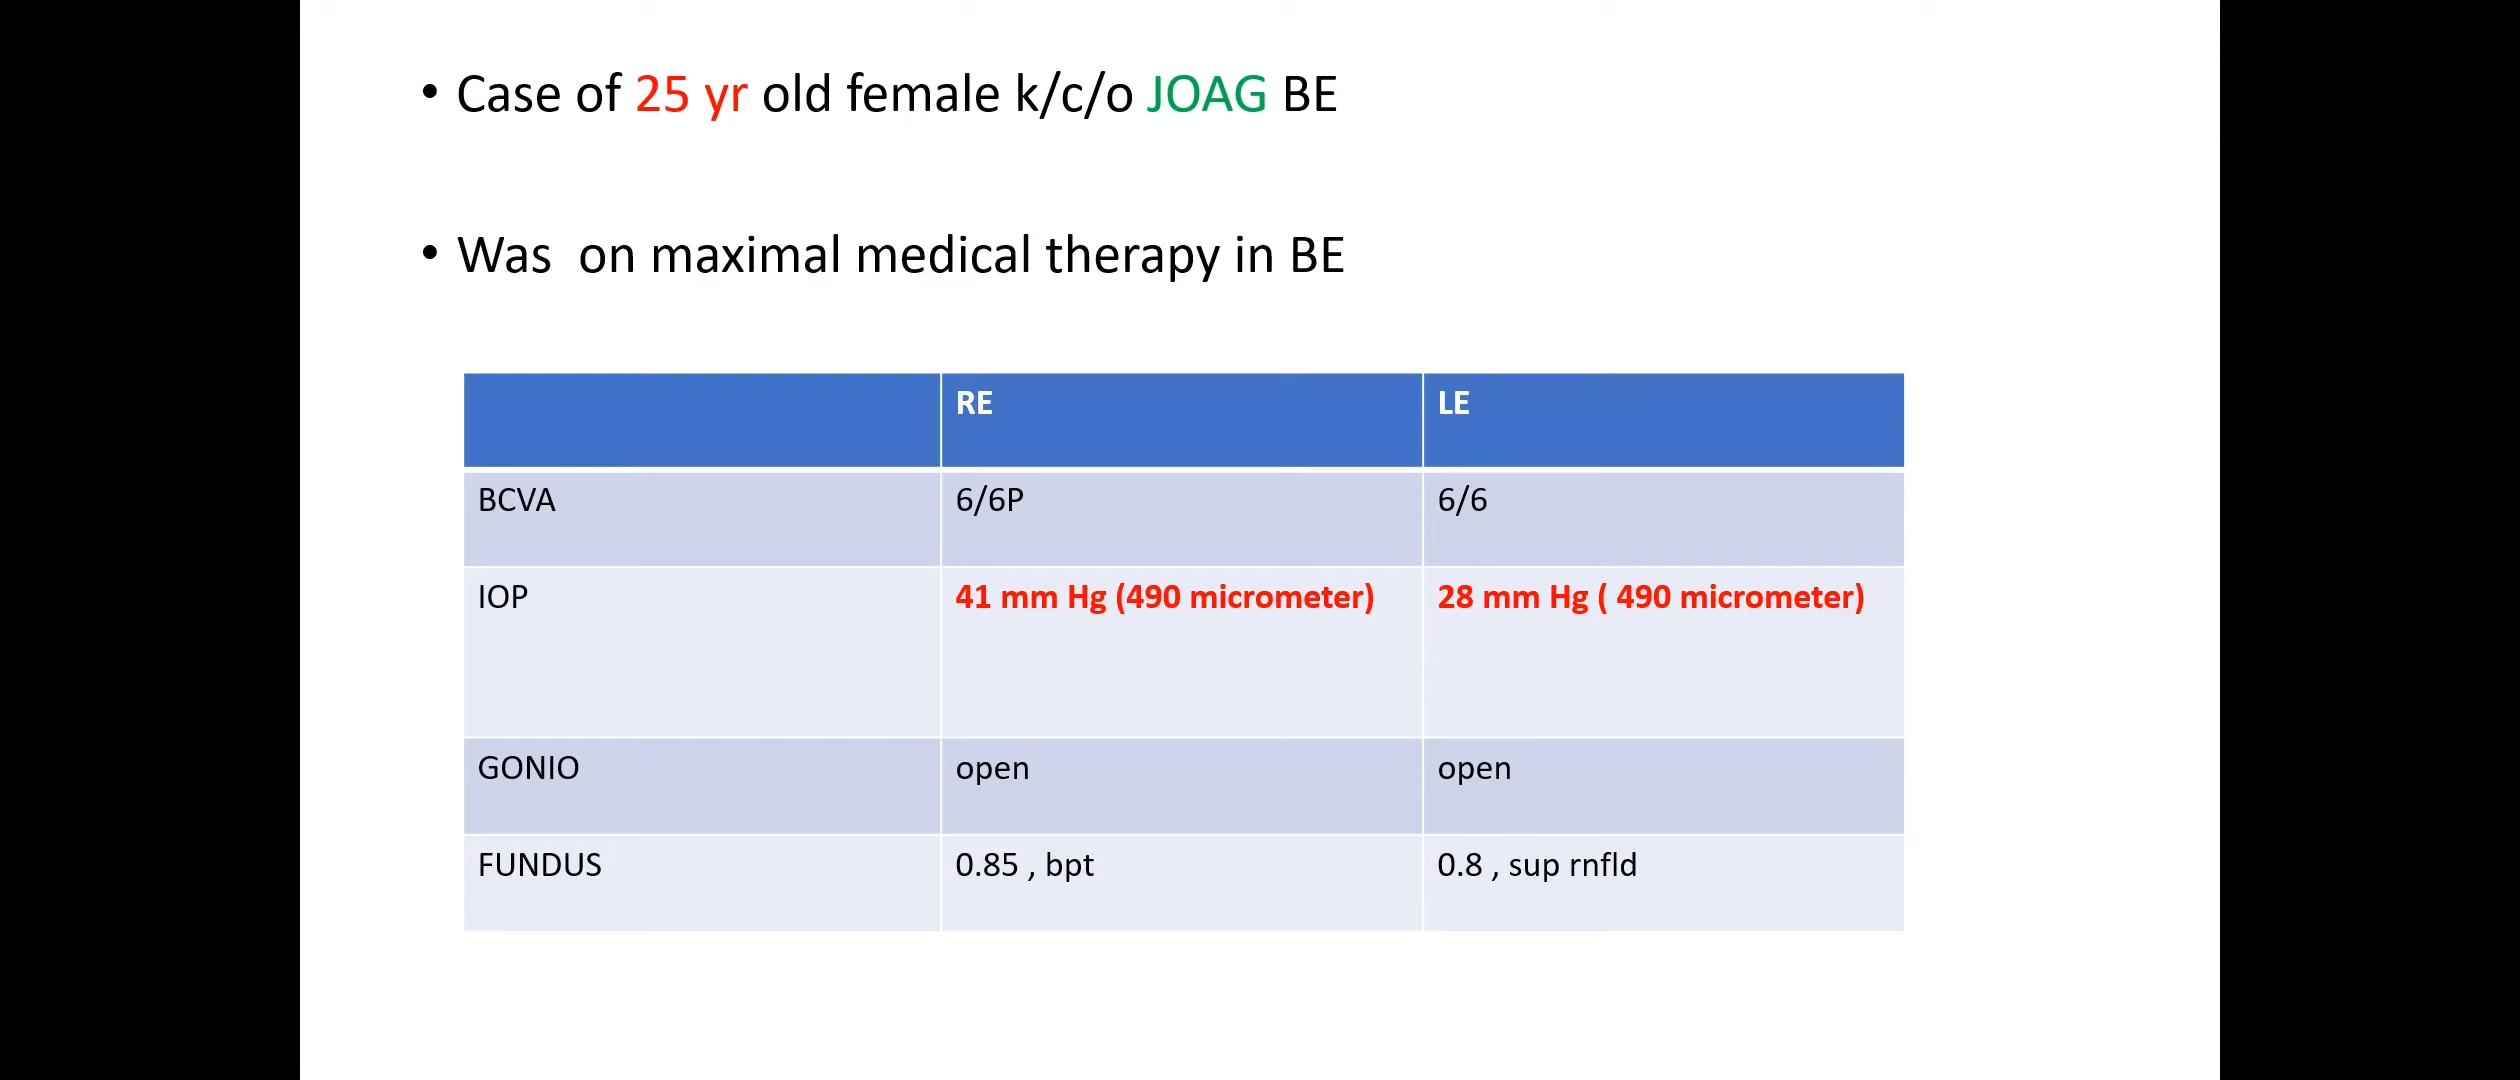 • Case of 25 yr old female k/c/o JOAG BE
• Was on maximal medical therapy in BE
RE LE
BCVA 6/6P 6/6
IOP 41 mm Hg (490 micrometer) 28 mm Hg ( 490 micrometer)
GONIO open open
FUNDUS 0.85 , bpt 0.8 , sup rnfld